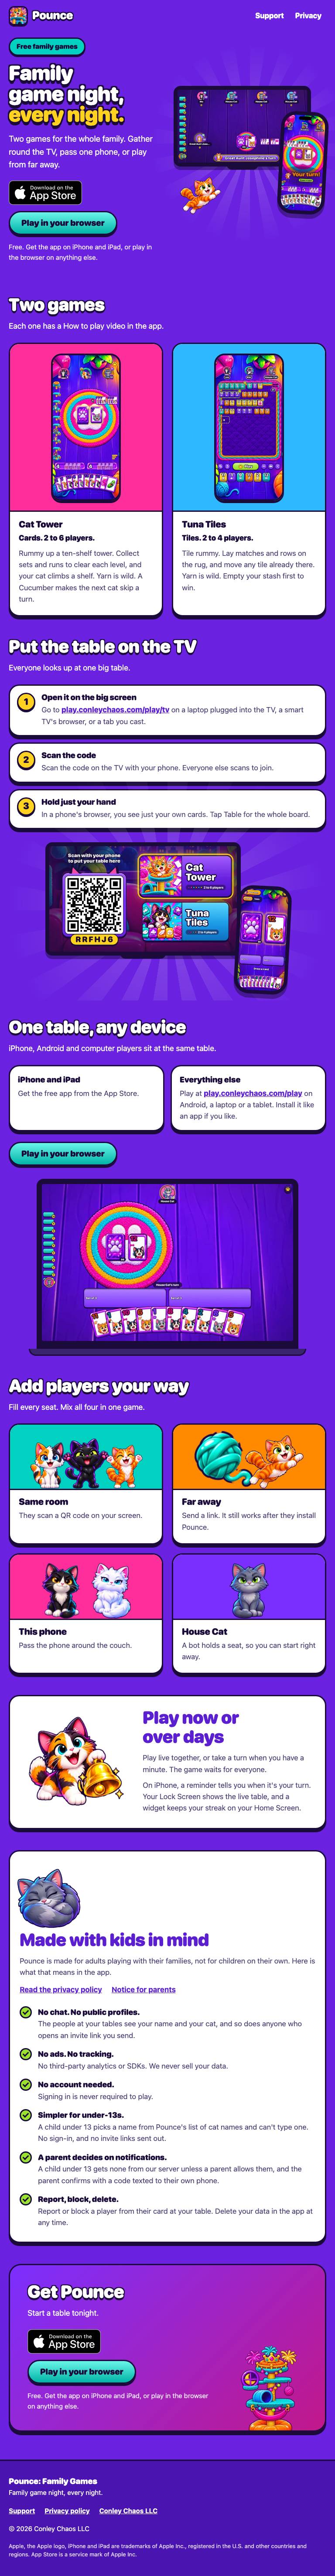 Pounce
Support Privacy
Free family games
Family
game night,
every night.
Two games for the whole family. Gather
round the TV, pass one phone, or play
from far away.
Download on the
App Store
Play in your browser
Free. Get the app on iPhone and iPad, or play in
the browser on anything else.
Your turn!
Two games
Each one has a How to play video in the app.
Cat Tower
Cards. 2 to 6 players.
Rummy up a ten-shelf tower. Collect
sets and runs to clear each level, and
your cat climbs a shelf. Yarn is wild. A
Cucumber makes the next cat skip a
turn.
Tuna Tiles
Tiles. 2 to 4 players.
Tile rummy. Lay matches and rows on
the rug, and move any tile already there.
Yarn is wild. Empty your stash first to
win.
Put the table on the TV
Everyone looks up at one big table.
1
Open it on the big screen
Go to play.conleychaos.com/play/tv on a laptop plugged into the TV, a smart
TV's browser, or a tab you cast.
2
Scan the code
Scan the code on the TV with your phone. Everyone else scans to join.
3
Hold just your hand
In a phone's browser, you see just your own cards. Tap Table for the whole board.
Scan with your phone
to put your table here
RRFHJ6
Cat
Tower
Tuna
Tiles
One table, any device
iPhone, Android and computer players sit at the same table.
iPhone and iPad
Get the free app from the App Store.
Everything else
Play at play.conleychaos.com/play on
Android, a laptop or a tablet. Install it like
an app if you like.
Play in your browser
Add players your way
Fill every seat. Mix all four in one game.
Same room
They scan a QR code on your screen.
Far away
Send a link. It still works after they install
Pounce.
This phone
Pass the phone around the couch.
House Cat
A bot holds a seat, so you can start right
away.
Play now or
over days
Play live together, or take a turn when you have a
minute. The game waits for everyone.
On iPhone, a reminder tells you when it's your turn.
Your Lock Screen shows the live table, and a
widget keeps your streak on your Home Screen.
Made with kids in mind
Pounce is made for adults playing with their families, not for children on their own. Here is
what that means in the app.
Read the privacy policy Notice for parents
No chat. No public profiles.
The people at your tables see your name and your cat, and so does anyone who
opens an invite link you send.
No ads. No tracking.
No third-party analytics or SDKs. We never sell your data.
No account needed.
Signing in is never required to play.
Simpler for under-13s.
A child under 13 picks a name from Pounce's list of cat names and can't type one.
No sign-in, and no invite links sent out.
A parent decides on notifications.
A child under 13 gets none from our server unless a parent allows them, and the
parent confirms with a code texted to their own phone.
Report, block, delete.
Report or block a player from their card at your table. Delete your data in the app at
any time.
Get Pounce
Start a table tonight.
Download on the
App Store
Play in your browser
Free. Get the app on iPhone and iPad, or play in the browser
on anything else.
Pounce: Family Games
Family game night, every night.
Support Privacy policy Conley Chaos LLC
© 2026 Conley Chaos LLC
Apple, the Apple logo, iPhone and iPad are trademarks of Apple Inc., registered in the U.S. and other countries and
regions. App Store is a service mark of Apple Inc.